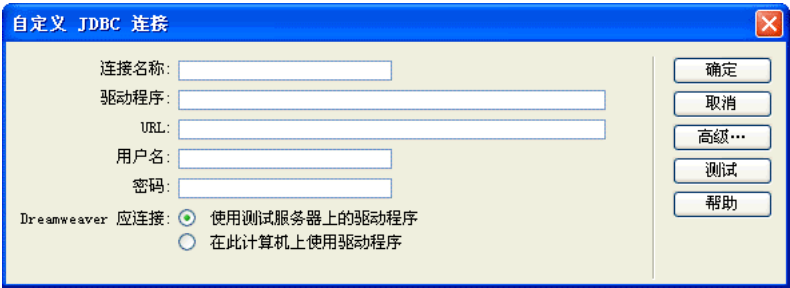 自定义 JDBC 连接
连接名称:
确定
驱动程序:
取消
URL:
高级…
用户名:
测试
密码:
帮助
Dreamweaver 应连接: 使用测试服务器上的驱动程序
在此计算机上使用驱动程序